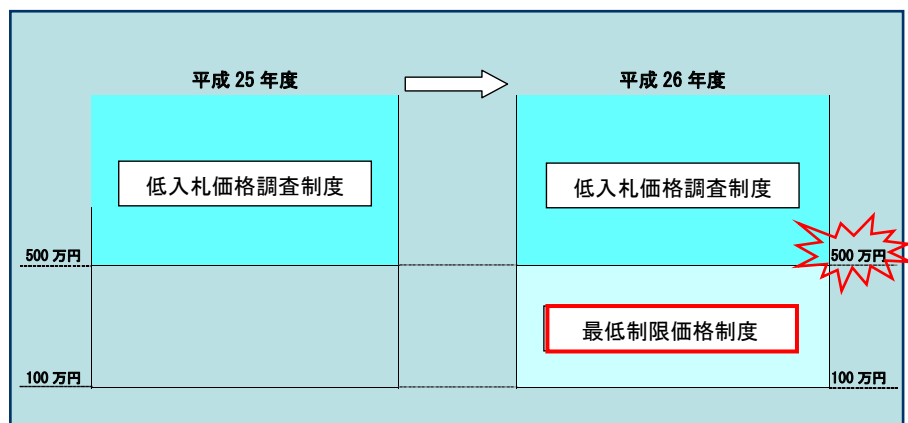 平成 25 年度
平成 26 年度
低入札価格調査制度
低入札価格調査制度
500 万円
500 万円
最低制限価格制度
100 万円
100 万円